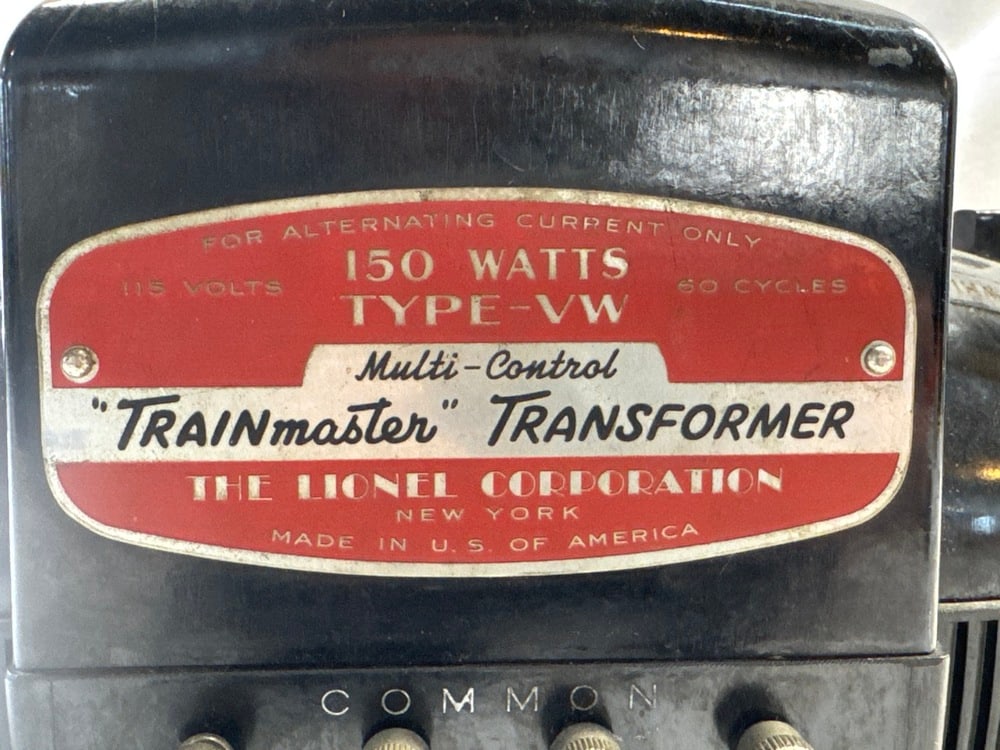 FOR ALTERNATING CURRENT ONLY
150 WATTS
115 VOLTS
60 CYCLES
TYPE-VW
Multi-Control
"TRAINmaster" TRANSFORMER
THE LIONEL CORPORATION
NEW YORK
MADE IN U.S. OF AMERICA
COMMON